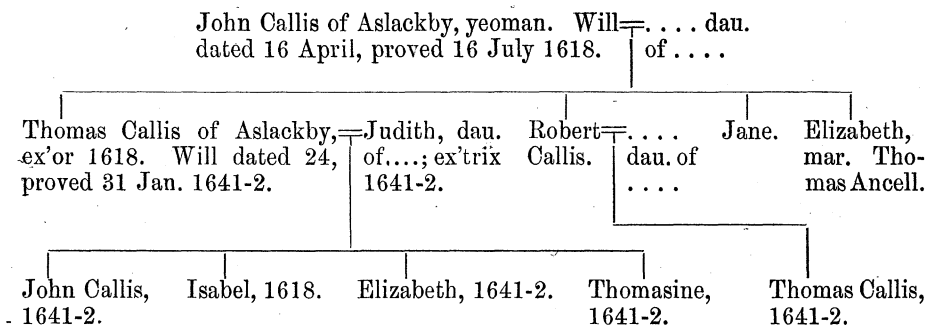 John Callis of Aslackby, yeoman. Will=. . . . dau.
dated 16 April, proved 16 July 1618. of . . . .
Thomas Callis of Aslackby,=Judith, dau.
ex'or 1618. Will dated 24, of....; ex'trix
proved 31 Jan. 1641-2. 1641-2.
Robert=. . . .
Callis. dau. of
. . . .
Jane.
Elizabeth,
mar. Tho-
mas Ancell.
John Callis,
1641-2.
Isabel, 1618.
Elizabeth, 1641-2.
Thomasine,
1641-2.
Thomas Callis,
1641-2.